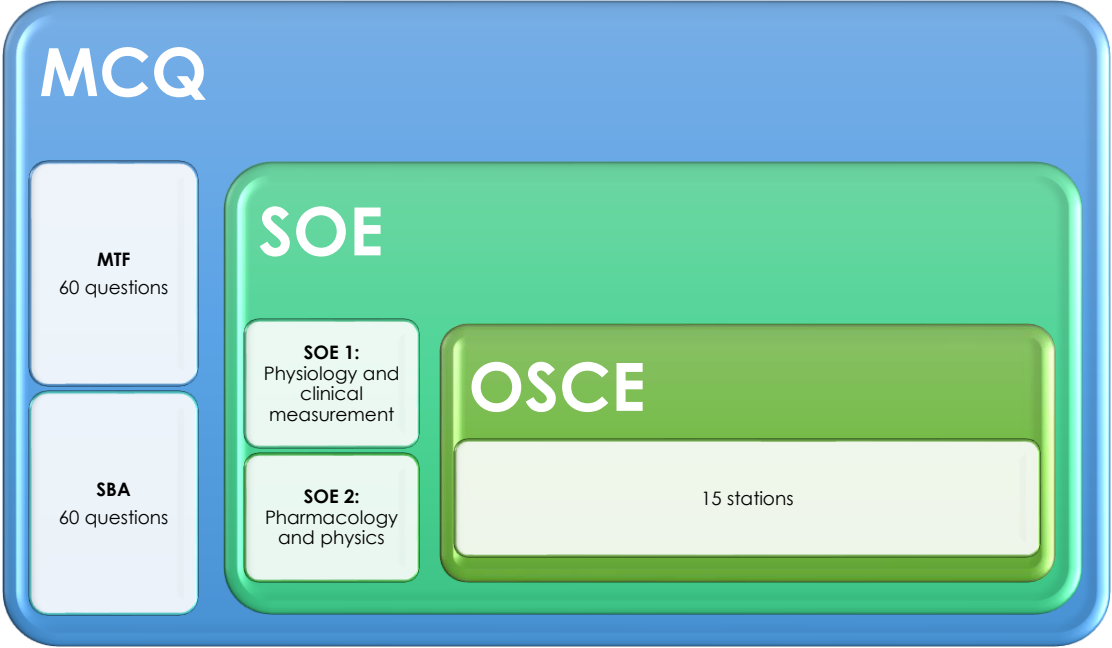 MCQ
MTF
60 questions
SBA
60 questions
SOE
SOE 1:
Physiology and
clinical
measurement
SOE 2:
Pharmacology
and physics
OSCE
15 stations